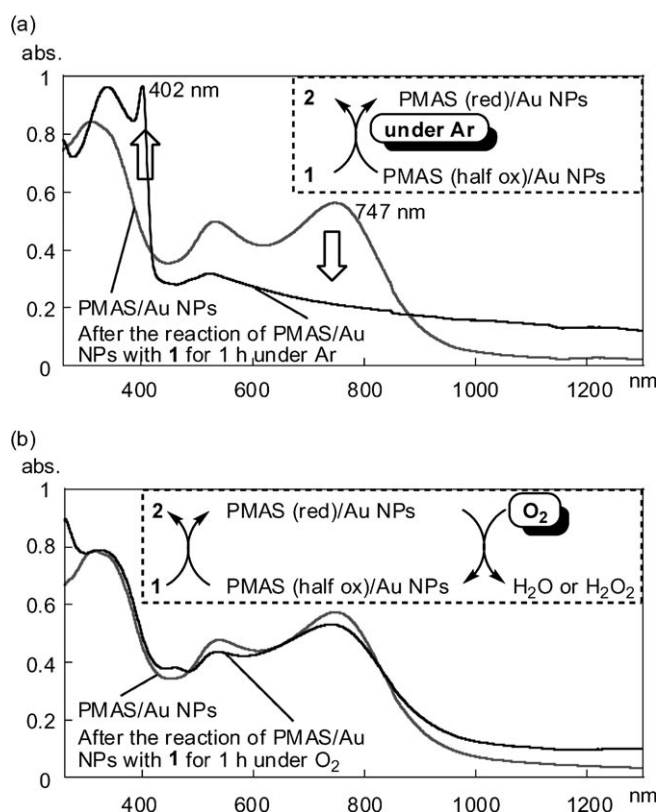 (a)
abs.
1
402 nm
2 PMAS (red)/Au NPs
under Ar
1 PMAS (half ox)/Au NPs
0.8
0.6
747 nm
0.4
PMAS/Au NPs
0.2
After the reaction of PMAS/Au
NPs with 1 for 1 h under Ar
0
400 600 800 1000 1200 nm
(b)
abs.
1
2 PMAS (red)/Au NPs O₂
0.8
1 PMAS (half ox)/Au NPs H₂O or H₂O₂
0.6
0.4
PMAS/Au NPs
0.2
After the reaction of PMAS/Au
NPs with 1 for 1 h under O₂
0
400 600 800 1000 1200 nm